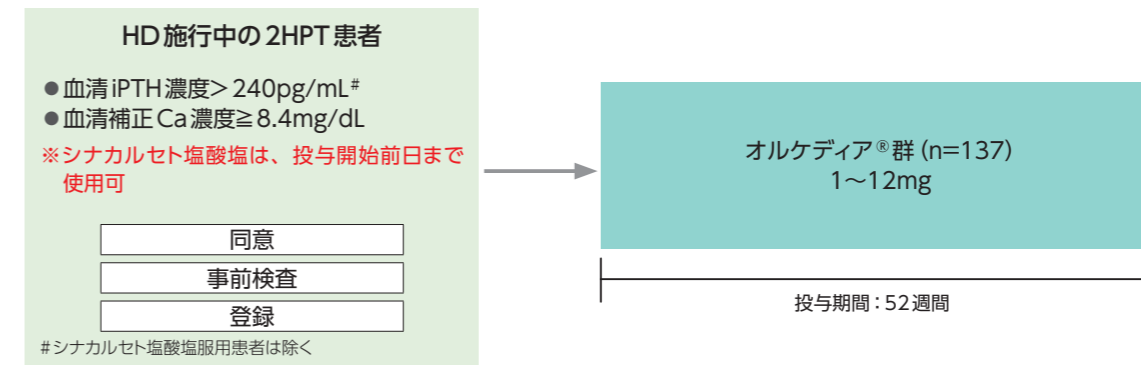 HD施行中の2HPT患者
●血清iPTH濃度＞240pg/mL#
●血清補正Ca濃度≧8.4mg/dL
※シナカルセト塩酸塩は、投与開始前日まで
使用可
同意
事前検査
登録
#シナカルセト塩酸塩服用患者は除く
オルケディア®群（n=137）
1～12mg
投与期間：52週間